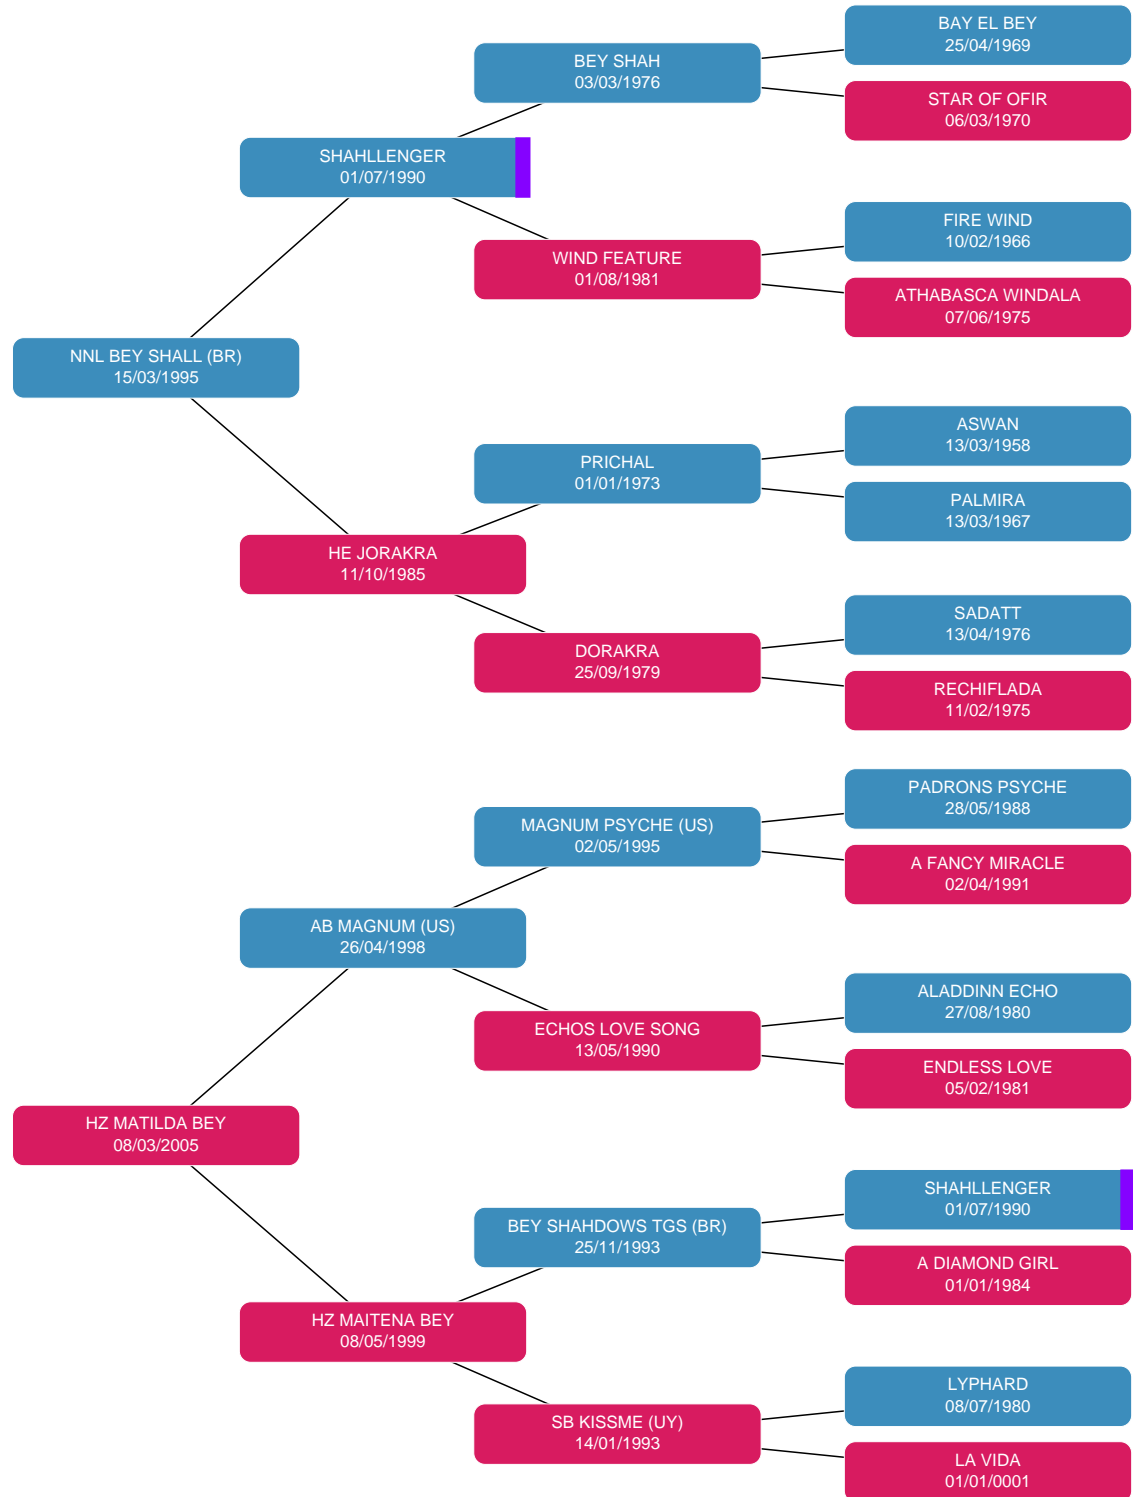 BAY EL BEY
25/04/1969
BEY SHAH
03/03/1976
STAR OF OFIR
06/03/1970
SHAHLLENGER
01/07/1990
FIRE WIND
10/02/1966
WIND FEATURE
01/08/1981
ATHABASCA WINDALA
07/06/1975
NNL BEY SHALL (BR)
15/03/1995
ASWAN
13/03/1958
PRICHAL
01/01/1973
PALMIRA
13/03/1967
HE JORAKRA
11/10/1985
SADATT
13/04/1976
DORAKRA
25/09/1979
RECHIFLADA
11/02/1975
PADRONS PSYCHE
28/05/1988
MAGNUM PSYCHE (US)
02/05/1995
A FANCY MIRACLE
02/04/1991
AB MAGNUM (US)
26/04/1998
ALADDINN ECHO
27/08/1980
ECHOS LOVE SONG
13/05/1990
ENDLESS LOVE
05/02/1981
HZ MATILDA BEY
08/03/2005
SHAHLLENGER
01/07/1990
BEY SHAHDOWS TGS (BR)
25/11/1993
A DIAMOND GIRL
01/01/1984
HZ MAITENA BEY
08/05/1999
LYPHARD
08/07/1980
SB KISSME (UY)
14/01/1993
LA VIDA
01/01/0001